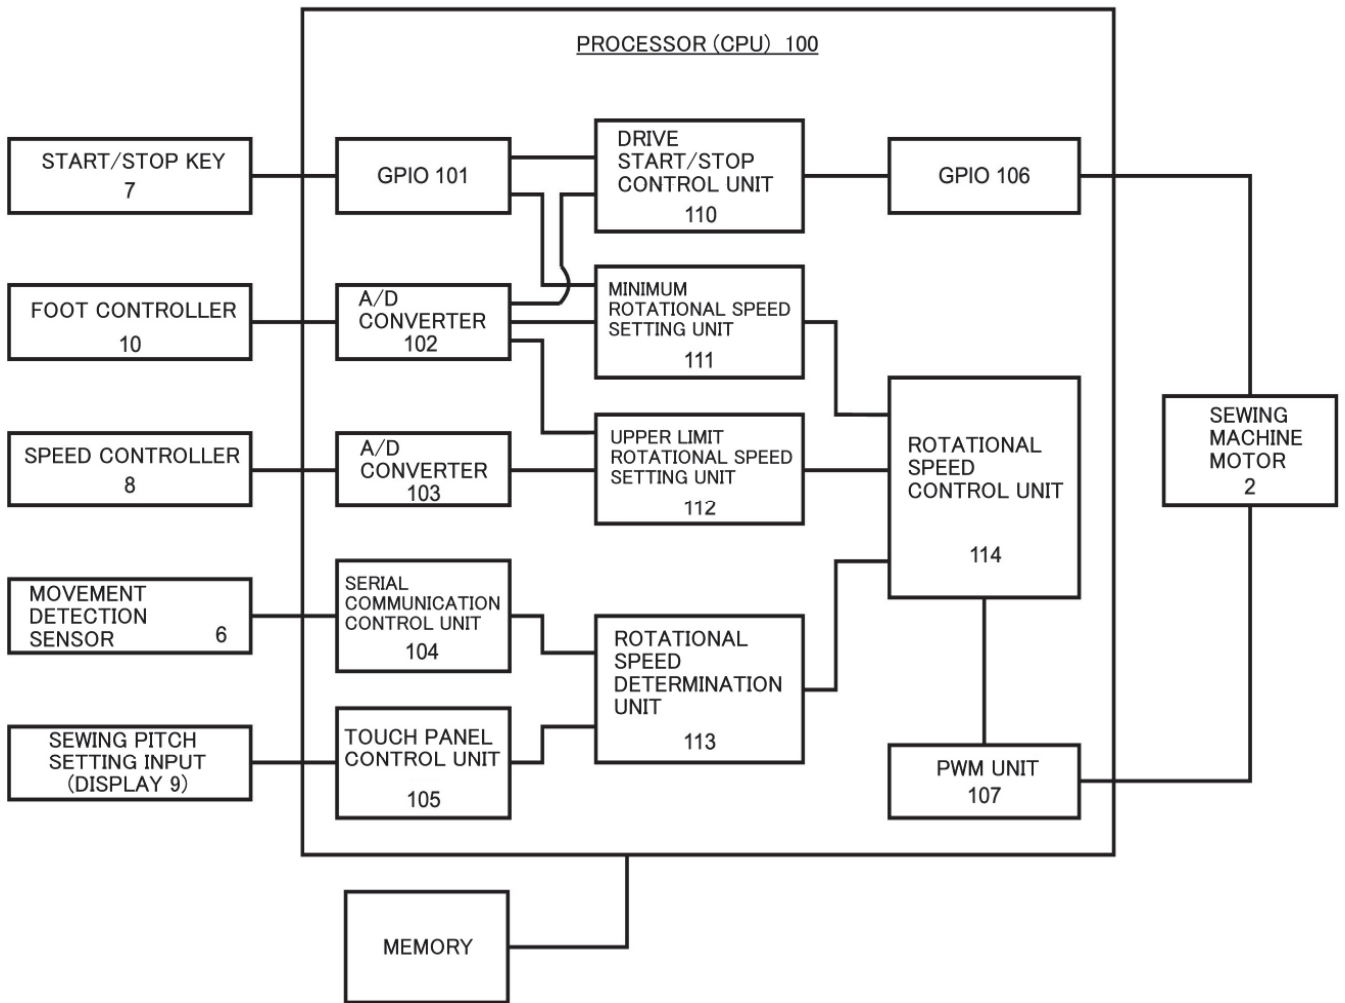 PROCESSOR (CPU) 100
START/STOP KEY
7
GPIO 101
DRIVE
START/STOP
CONTROL UNIT
110
GPIO 106
FOOT CONTROLLER
10
A/D
CONVERTER
102
MINIMUM
ROTATIONAL SPEED
SETTING UNIT
111
SPEED CONTROLLER
8
A/D
CONVERTER
103
UPPER LIMIT
ROTATIONAL SPEED
SETTING UNIT
112
ROTATIONAL
SPEED
CONTROL UNIT
114
SEWING
MACHINE
MOTOR
2
MOVEMENT
DETECTION
SENSOR 6
SERIAL
COMMUNICATION
CONTROL UNIT
104
ROTATIONAL
SPEED
DETERMINATION
UNIT
113
SEWING PITCH
SETTING INPUT
(DISPLAY 9)
TOUCH PANEL
CONTROL UNIT
105
PWM UNIT
107
MEMORY